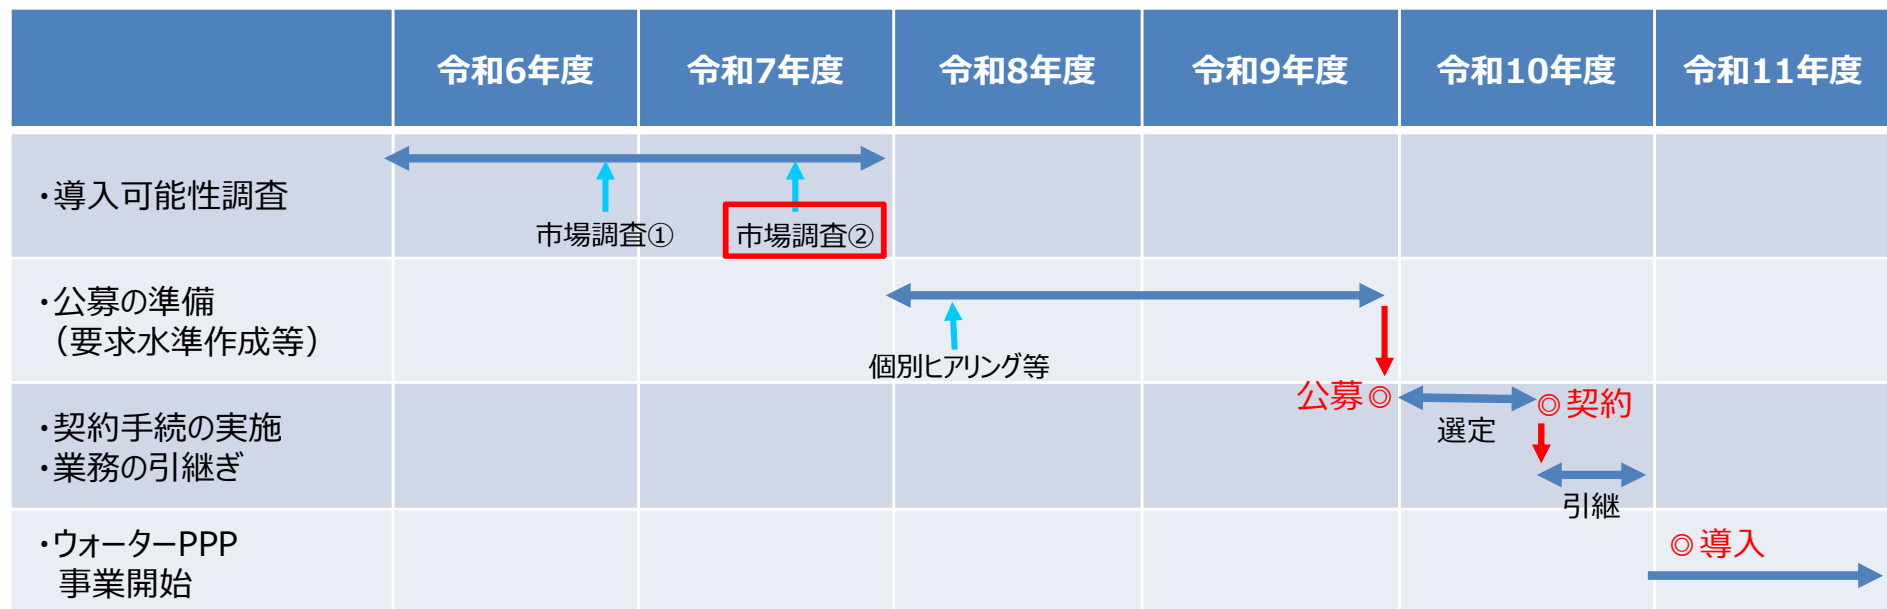 令和6年度 令和7年度 令和8年度 令和9年度 令和10年度 令和11年度
・導入可能性調査
市場調査① 市場調査②
・公募の準備
（要求水準作成等）
個別ヒアリング等
公募◎
・契約手続の実施
・業務の引継ぎ
選定
◎契約
引継
・ウォーターPPP
事業開始
◎導入